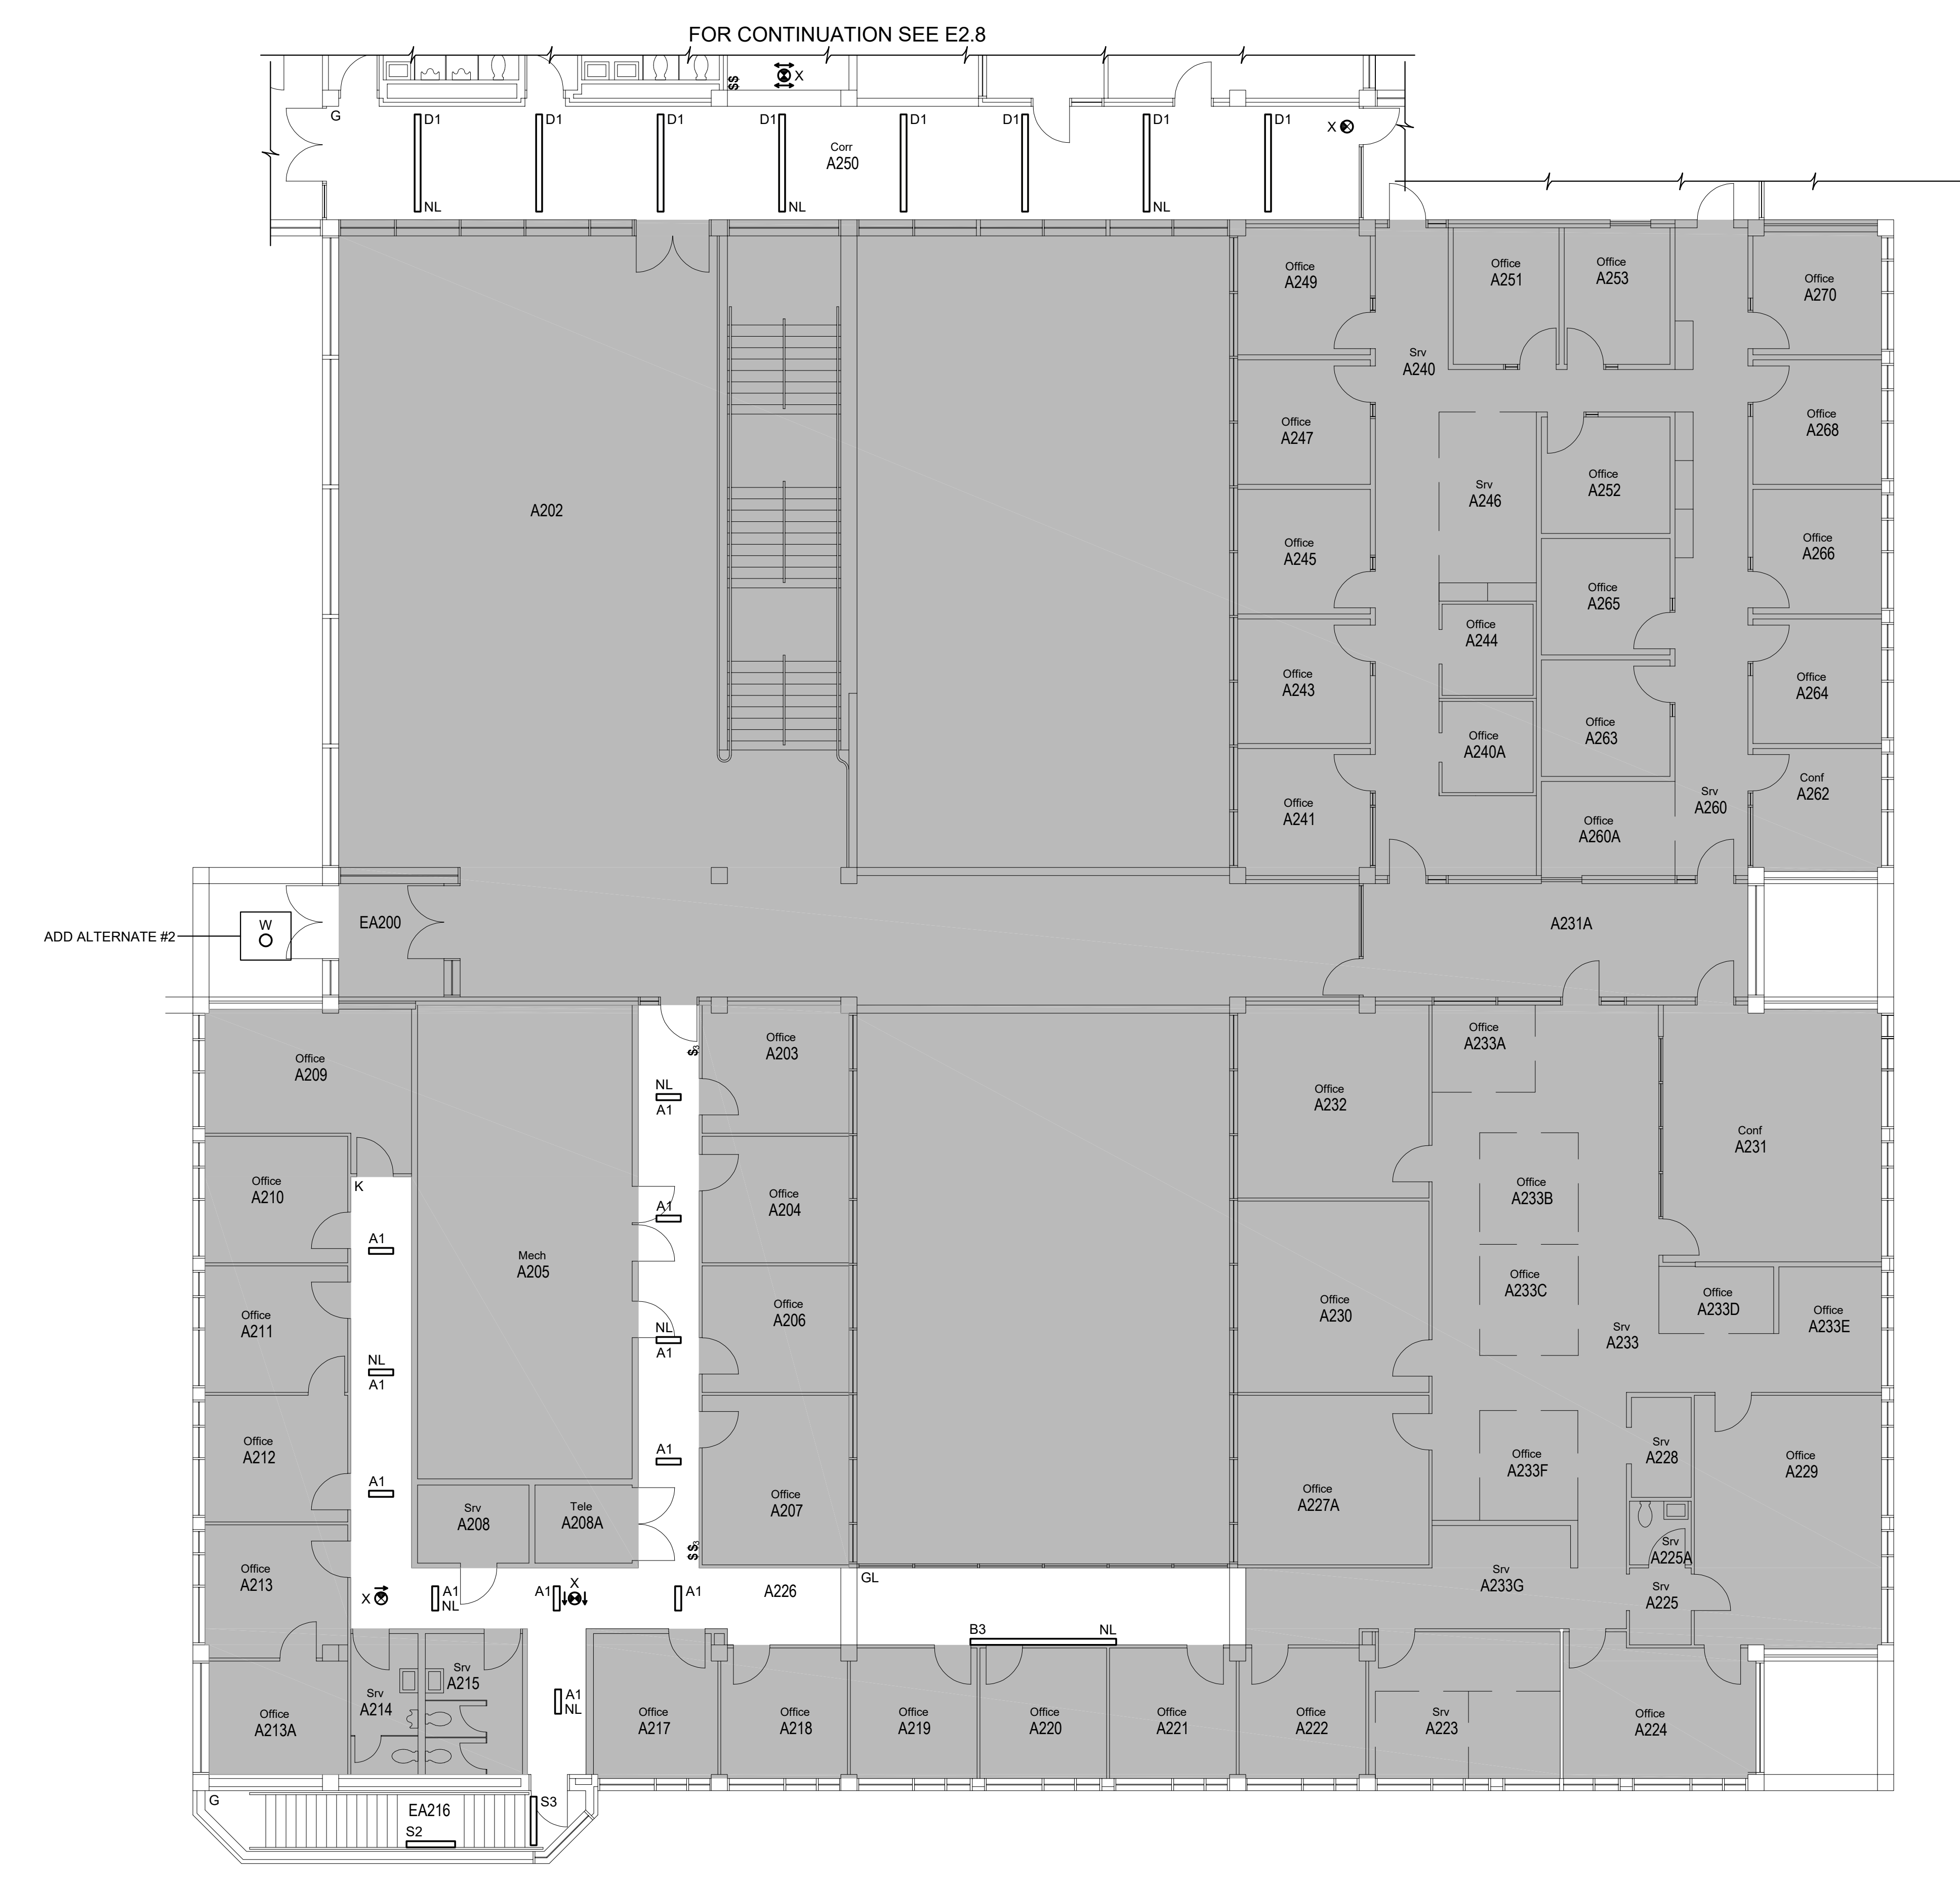 FOR CONTINUATION SEE E2.8
$$
X
G
D1
D1
D1
D1
D1
D1
D1
D1
X
Corr
A250
NL
NL
NL
Office
A249
Office
A251
Office
A253
Office
A270
Srv
A240
Office
A247
Office
A268
Srv
A246
Office
A252
A202
Office
A245
Office
A266
Office
A265
Office
A244
Office
A243
Office
A264
Office
A240A
Office
A263
Office
A241
Office
A260A
Srv
A260
Conf
A262
ADD ALTERNATE #2
W
EA200
A231A
Office
A209
$3
Office
A203
Office
A233A
NL
A1
Office
A232
Conf
A231
K
Office
A210
A1
Office
A204
Office
A233B
A1
Mech
A205
Office
A211
NL
A1
NL
A1
Office
A206
Office
A230
Office
A233C
Office
A233D
Office
A233E
Srv
A233
Office
A212
A1
A1
Office
A207
Office
A227A
Office
A233F
Srv
A228
Office
A229
Srv
A208
Tele
A208A
$$3
Srv
A225A
Office
A213
X
A1
NL
A1
X
A1
A226
GL
Srv
A233G
Srv
A225
B3
NL
Office
A213A
Srv
A214
Srv
A215
A1
NL
Office
A217
Office
A218
Office
A219
Office
A220
Office
A221
Office
A222
Srv
A223
Office
A224
G
EA216
S2
S3